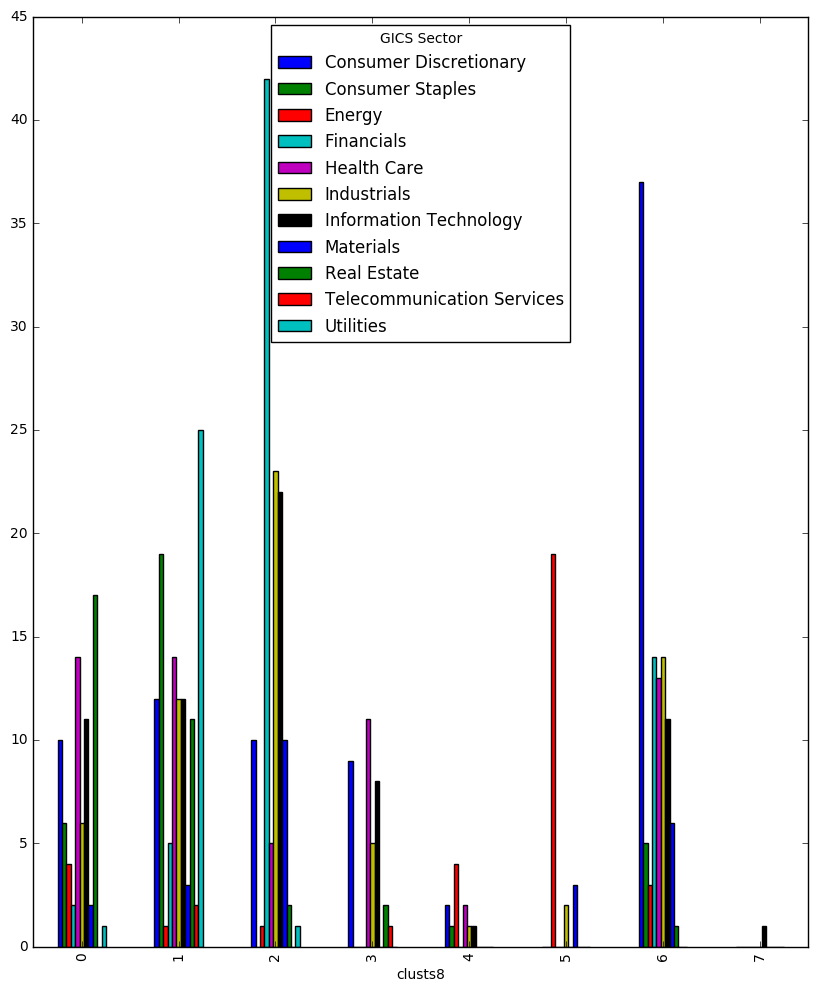 45
40
35
30
25
20
15
10
5
0
GICS Sector
Consumer Discretionary
Consumer Staples
Energy
Financials
Health Care
Industrials
Information Technology
Materials
Real Estate
Telecommunication Services
Utilities
0 1 2 3 4 5 6 7
clusts8